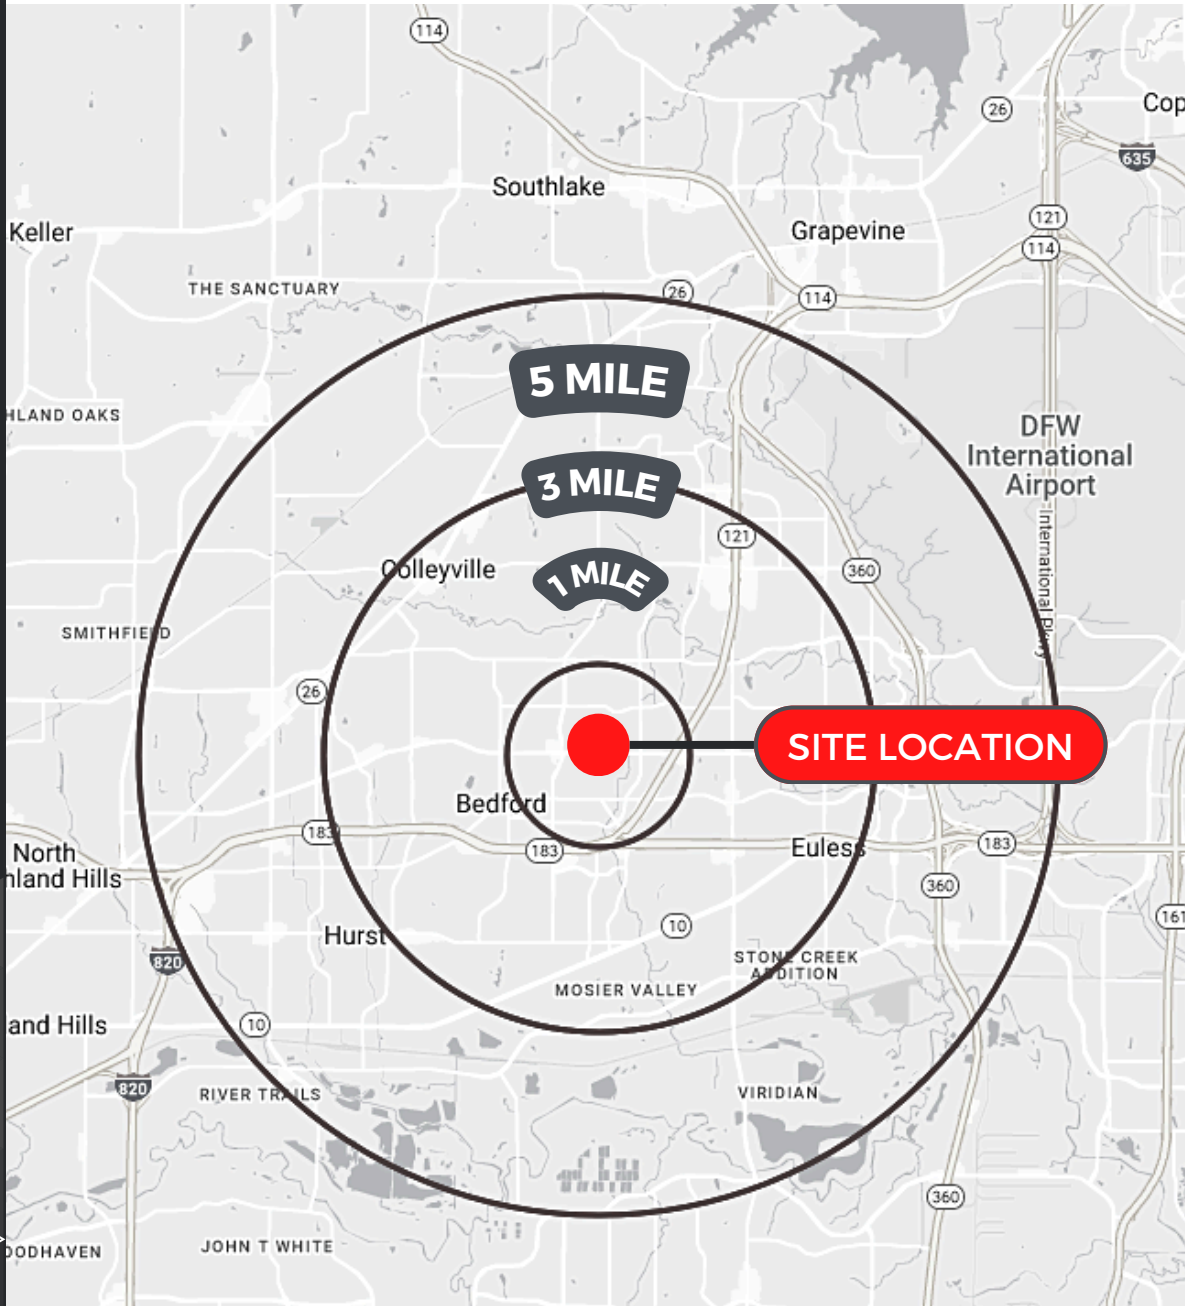 114
26
Cop
635
Southlake
121
Keller
Grapevine
114
THE SANCTUARY
26
114
5 MILE
HLAND OAKS
DFW
International
Airport
3 MILE
121
International Pkwy
Colleyville
1 MILE
360
SMITHFIELD
26
SITE LOCATION
Bedford
183
183
183
North
hland Hills
Euless
360
161
10
Hurst
820
STONE CREEK
ADDITION
MOSIER VALLEY
and Hills
10
820
RIVER TRAILS
VIRIDIAN
360
OODHAVEN
JOHN T WHITE